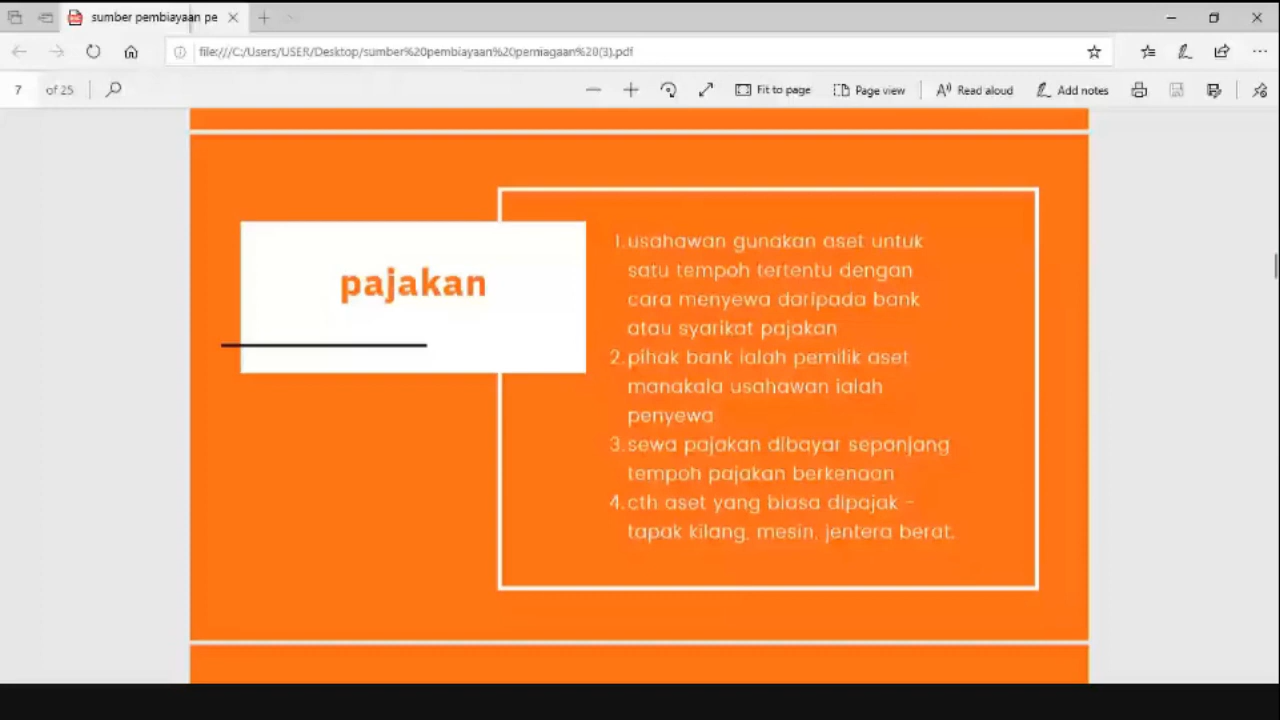 sumber pembiayaan pe
file:///C:/Users/USER/Desktop/sumber%20pembiayaan%20perniagaan%20(3).pdf
7 of 25 Fit to page Page view Read aloud Add notes
pajakan
1. usahawan gunakan aset untuk
satu tempoh tertentu dengan
cara menyewa daripada bank
atau syarikat pajakan
2. pihak bank ialah pemilik aset
manakala usahawan ialah
penyewa
3. sewa pajakan dibayar sepanjang
tempoh pajakan berkenaan
4. cth aset yang biasa dipajak -
tapak kilang, mesin, jentera berat.